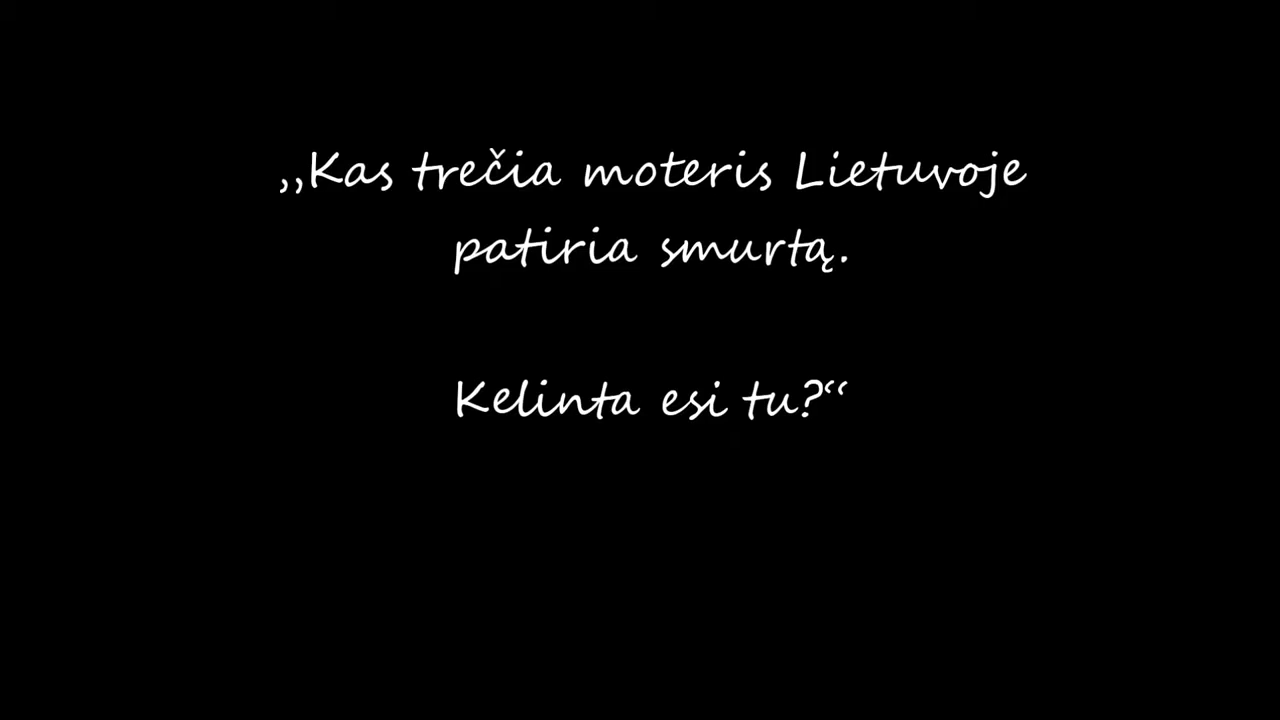 „Kas trečia moteris Lietuvoje
patiria smurtą.
Kelinta esi tu?“